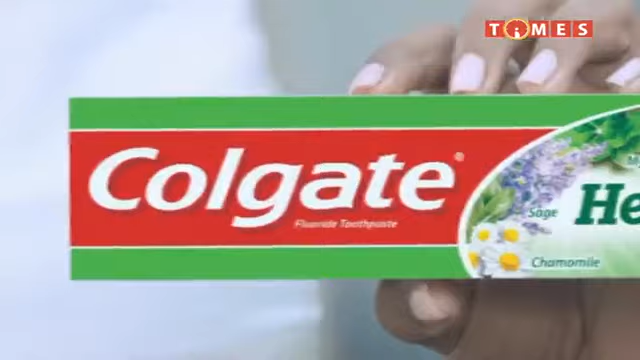 TIMES
Colgate
Fluoride Toothpaste
Sage
He
Chamomile